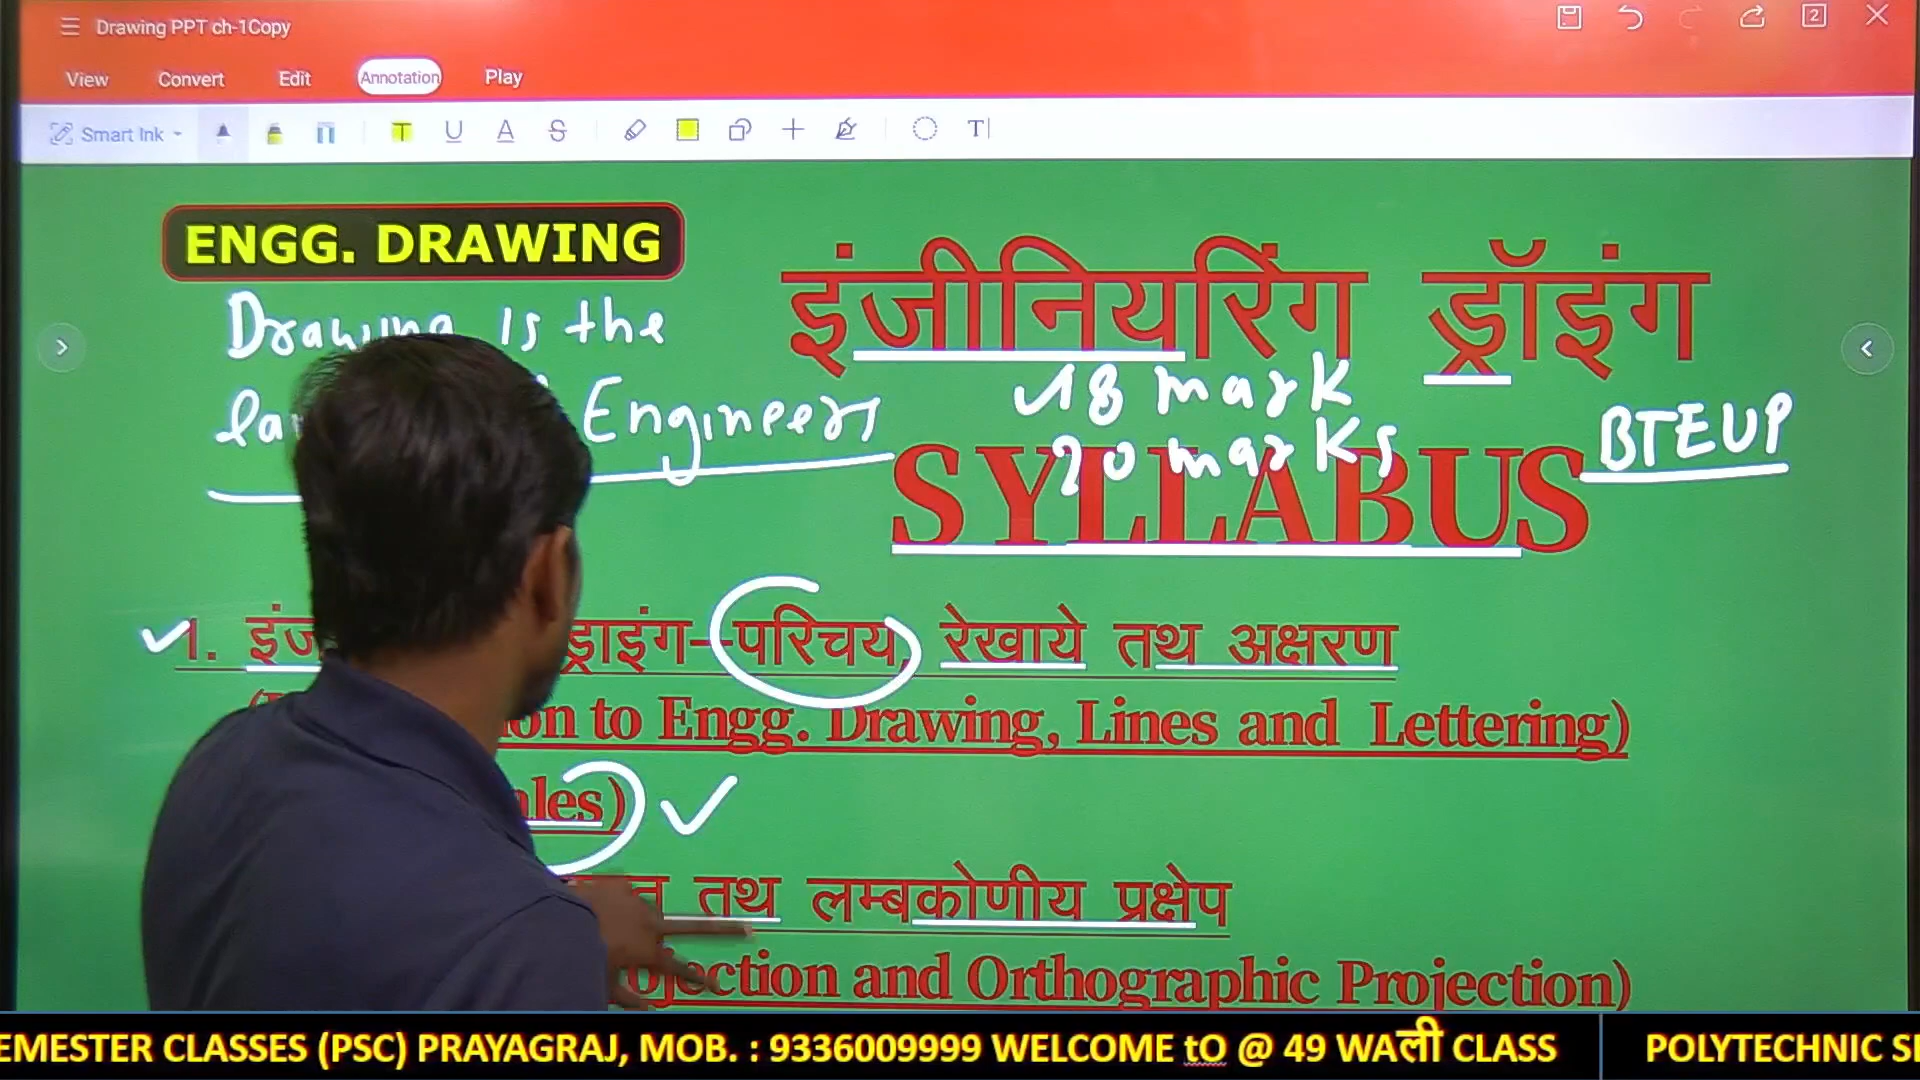 Drawing PPT ch-1Copy
2
View Convert Edit Annotation Play
Smart Ink
ENGG. DRAWING
इंजीनियरिंग ड्रॉइंग
Drawing is the
Engineers
18 mark
20 marks
BTEUP
SYLLABUS
1. ड्राइंग–परिचय, रेखाये तथ अक्षरण
to Engg. Drawing, Lines and Lettering)
तथ लम्बकोणीय प्रक्षेप
and Orthographic Projection)
EMESTER CLASSES (PSC) PRAYAGRAJ, MOB. : 9336009999 WELCOME tO @ 49 WAली CLASS
POLYTECHNIC